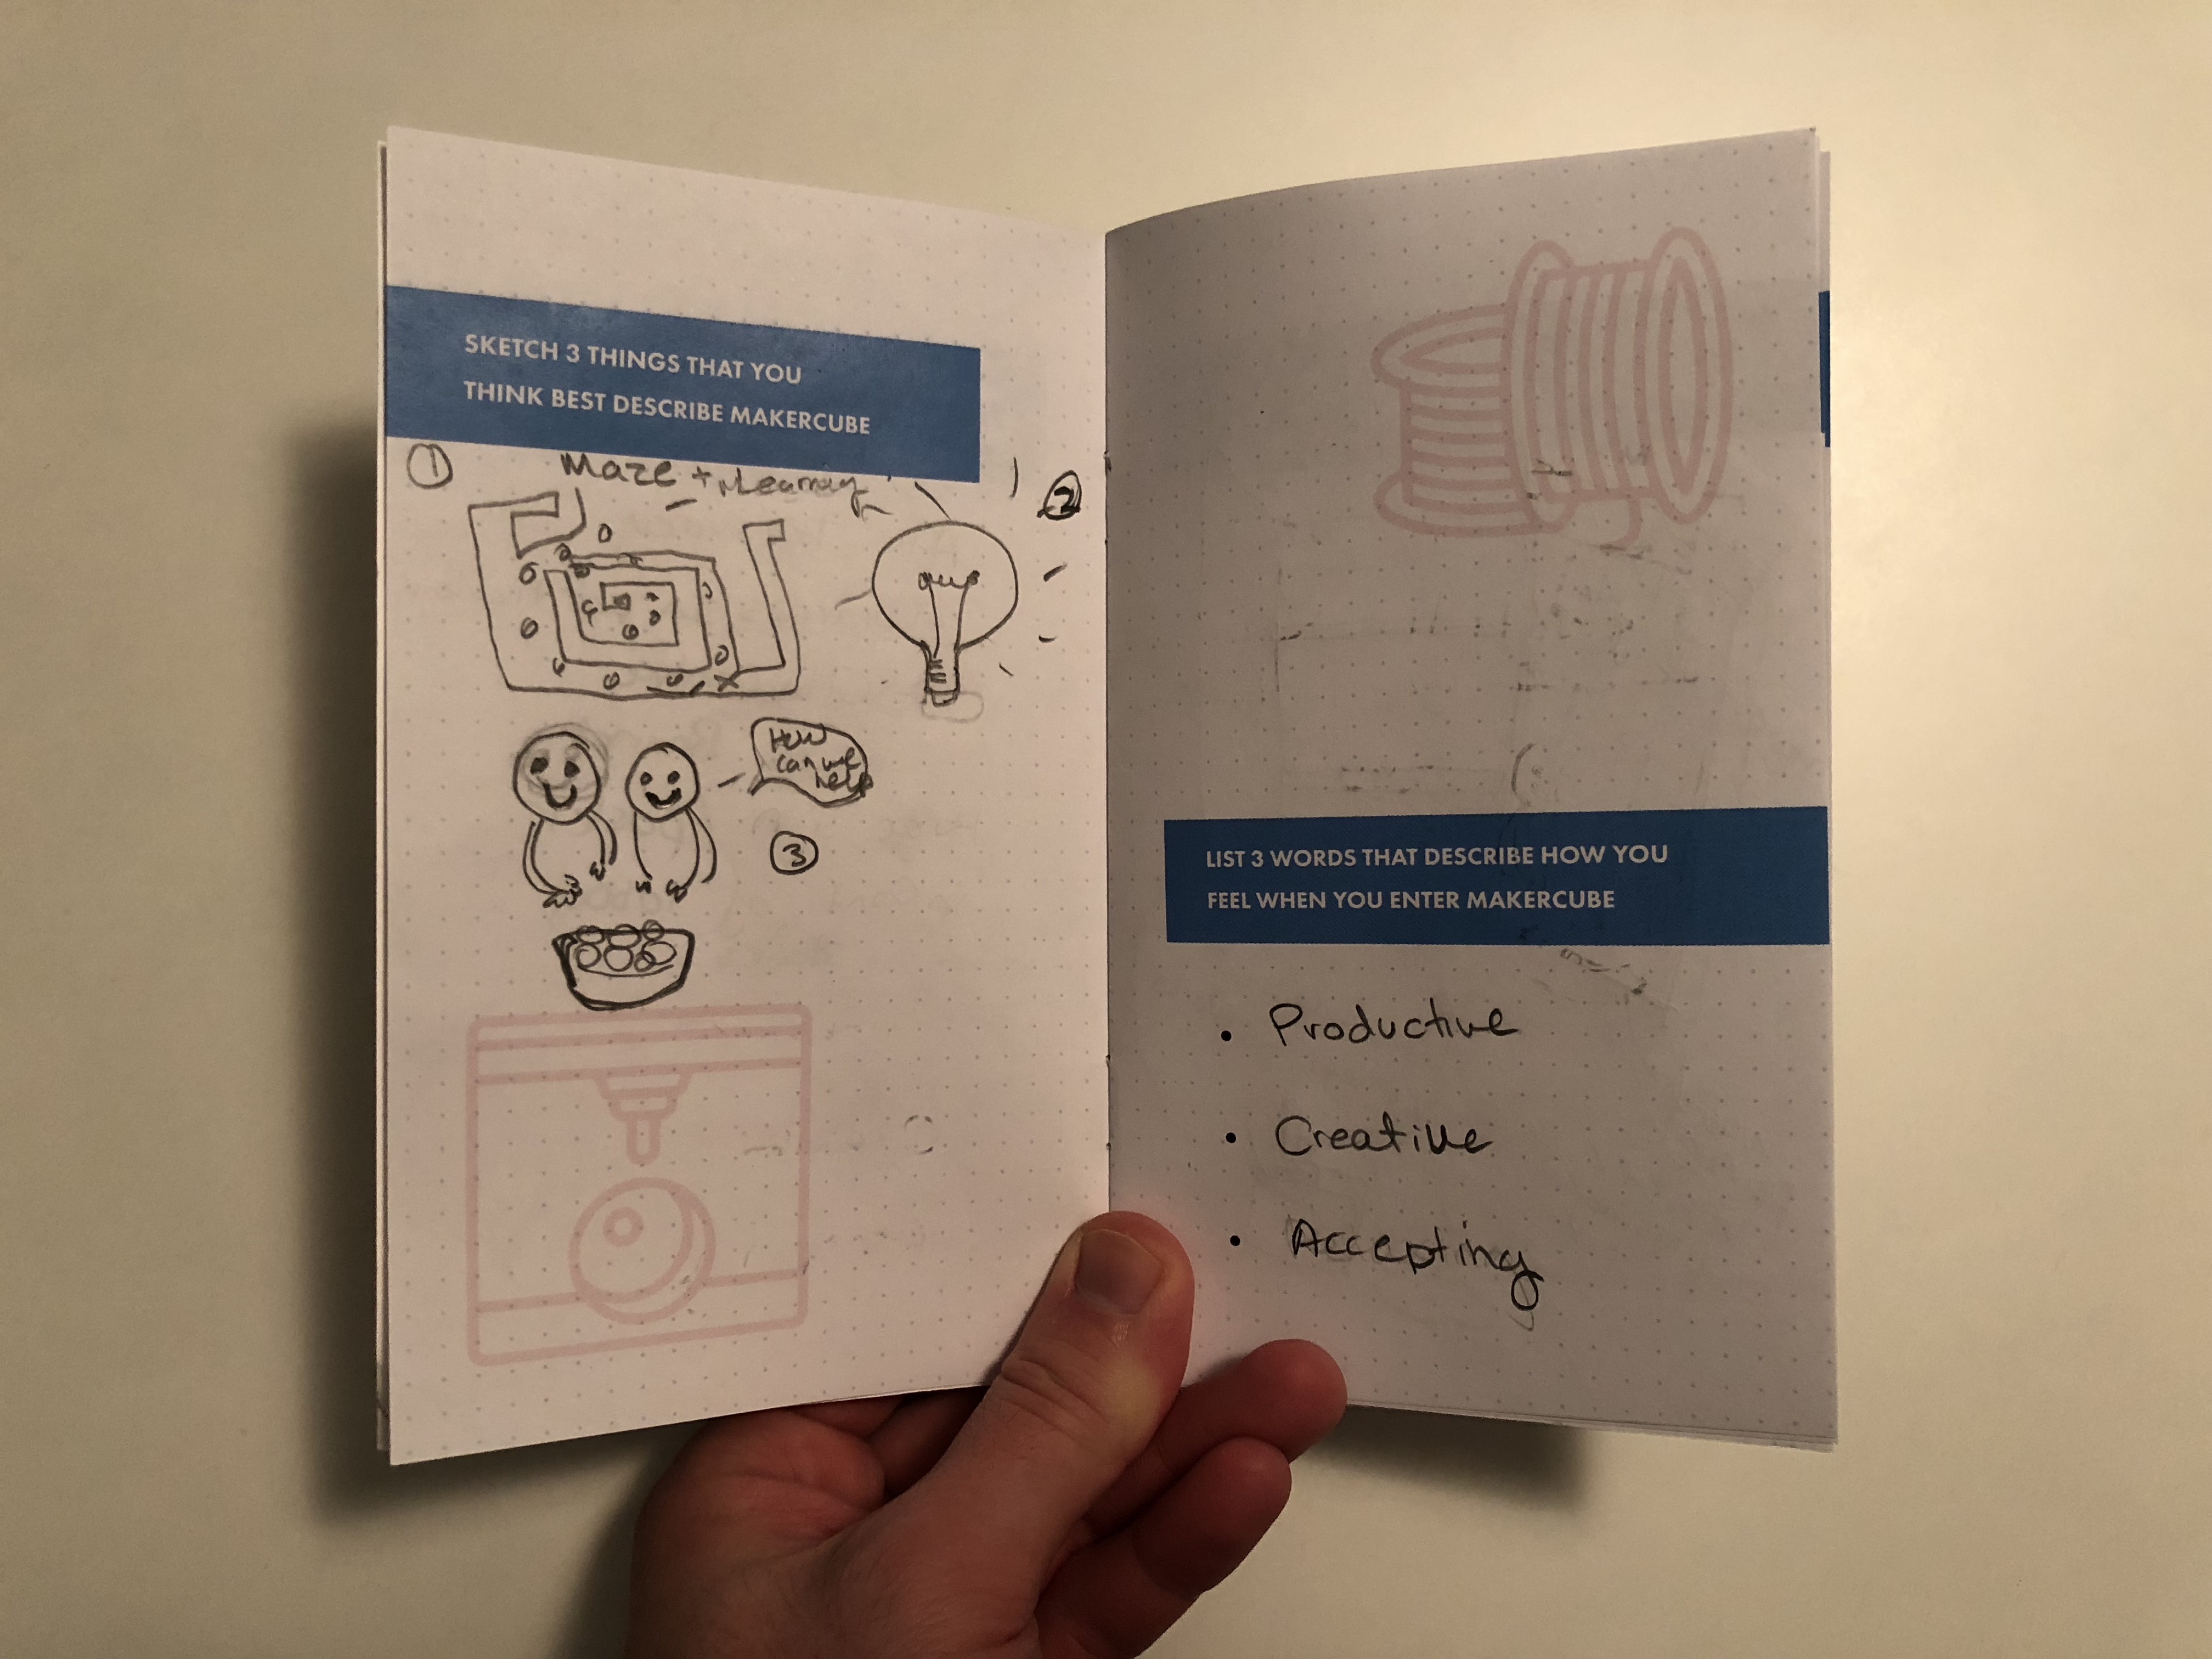 SKETCH 3 THINGS THAT YOU
THINK BEST DESCRIBE MAKERCUBE
1
Maze + Learning
2
How
can we
help
3
LIST 3 WORDS THAT DESCRIBE HOW YOU
FEEL WHEN YOU ENTER MAKERCUBE
• Productive
• Creative
• Accepting